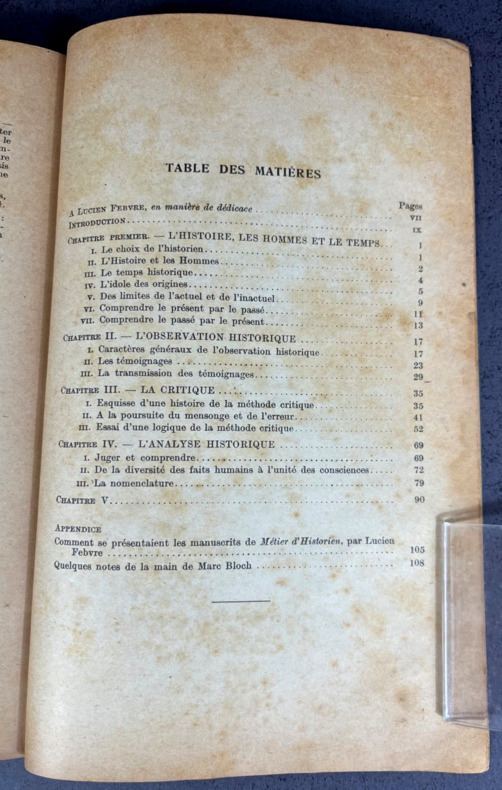 ter
le
n-
re
sis
ne
s,
:
TABLE DES MATIÈRES
Pages
A LUCIEN FEBVRE, en manière de dédicace VII
INTRODUCTION IX
CHAPITRE PREMIER. — L'HISTOIRE, LES HOMMES ET LE TEMPS. 1
I. Le choix de l'historien 1
II. L'Histoire et les Hommes 2
III. Le temps historique 4
IV. L'idole des origines 5
V. Des limites de l'actuel et de l'inactuel 9
VI. Comprendre le présent par le passé 11
VII. Comprendre le passé par le présent 13
CHAPITRE II. — L'OBSERVATION HISTORIQUE 17
I. Caractères généraux de l'observation historique 17
II. Les témoignages 23
III. La transmission des témoignages 29
CHAPITRE III. — LA CRITIQUE 35
I. Esquisse d'une histoire de la méthode critique 35
II. A la poursuite du mensonge et de l'erreur 41
III. Essai d'une logique de la méthode critique 52
CHAPITRE IV. — L'ANALYSE HISTORIQUE 69
I. Juger et comprendre 69
II. De la diversité des faits humains à l'unité des consciences 72
III. La nomenclature 79
CHAPITRE V 90
APPENDICE
Comment se présentaient les manuscrits de Métier d'Historien, par Lucien
Febvre 105
Quelques notes de la main de Marc Bloch 108